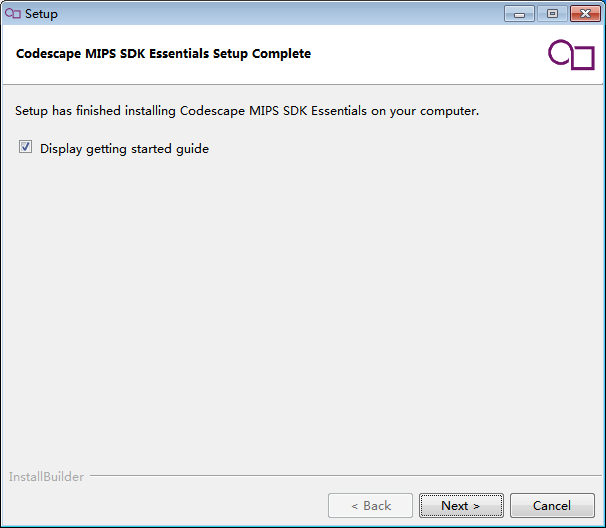 Setup
Codescape MIPS SDK Essentials Setup Complete
Setup has finished installing Codescape MIPS SDK Essentials on your computer.
Display getting started guide
InstallBuilder
< Back
Next >
Cancel